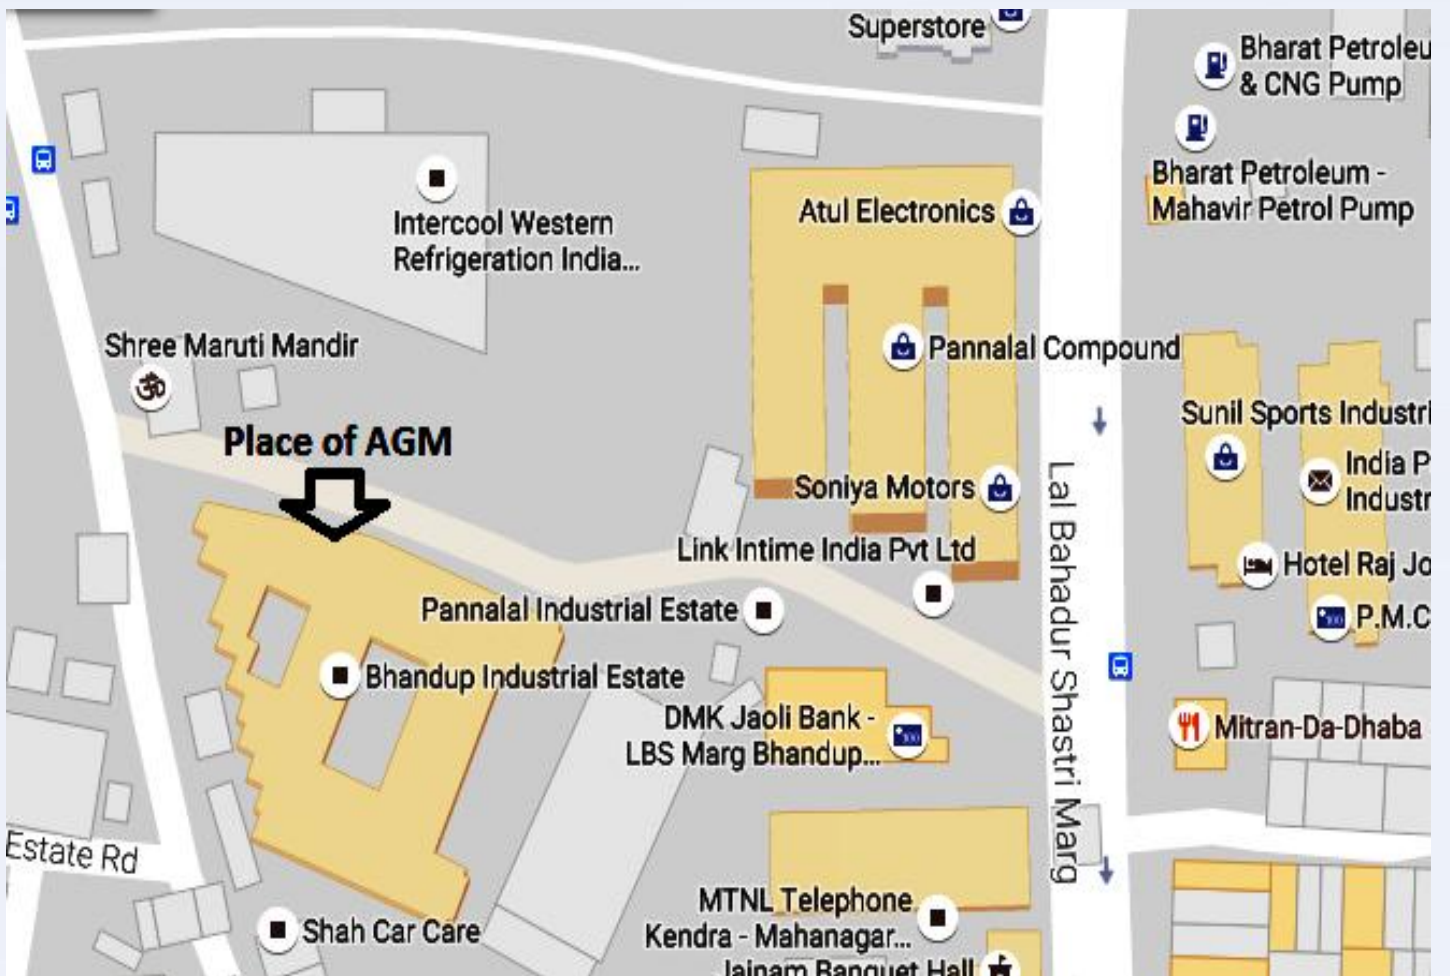 Superstore
Bharat Petroleu
& CNG Pump
Bharat Petroleum -
Mahavir Petrol Pump
Atul Electronics
Intercool Western
Refrigeration India...
Shree Maruti Mandir
Pannalal Compound
Sunil Sports Industri
Place of AGM
India P
Industr
Soniya Motors
Link Intime India Pvt Ltd
Hotel Raj Jo
Pannalal Industrial Estate
P.M.C
Lal Bahadur Shastri Marg
Bhandup Industrial Estate
DMK Jaoli Bank -
LBS Marg Bhandup...
Mitran-Da-Dhaba
Estate Rd
MTNL Telephone
Kendra - Mahanagar...
Shah Car Care
Jainam Banquet Hall